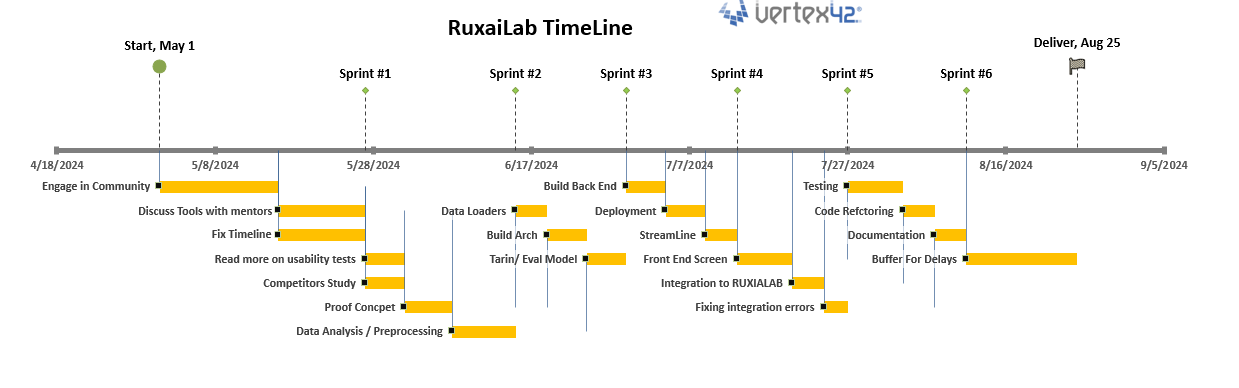 vertex42
RuxaiLab TimeLine
Start, May 1
Deliver, Aug 25
Sprint #1
Sprint #2
Sprint #3
Sprint #4
Sprint #5
Sprint #6
4/18/2024
5/8/2024
5/28/2024
6/17/2024
7/7/2024
7/27/2024
8/16/2024
9/5/2024
Engage in Community
Build Back End
Testing
Discuss Tools with mentors
Data Loaders
Deployment
Code Refctoring
Fix Timeline
Build Arch
StreamLine
Documentation
Read more on usability tests
Tarin/ Eval Model
Front End Screen
Buffer For Delays
Competitors Study
Integration to RUXIALAB
Proof Concpet
Fixing integration errors
Data Analysis / Preprocessing